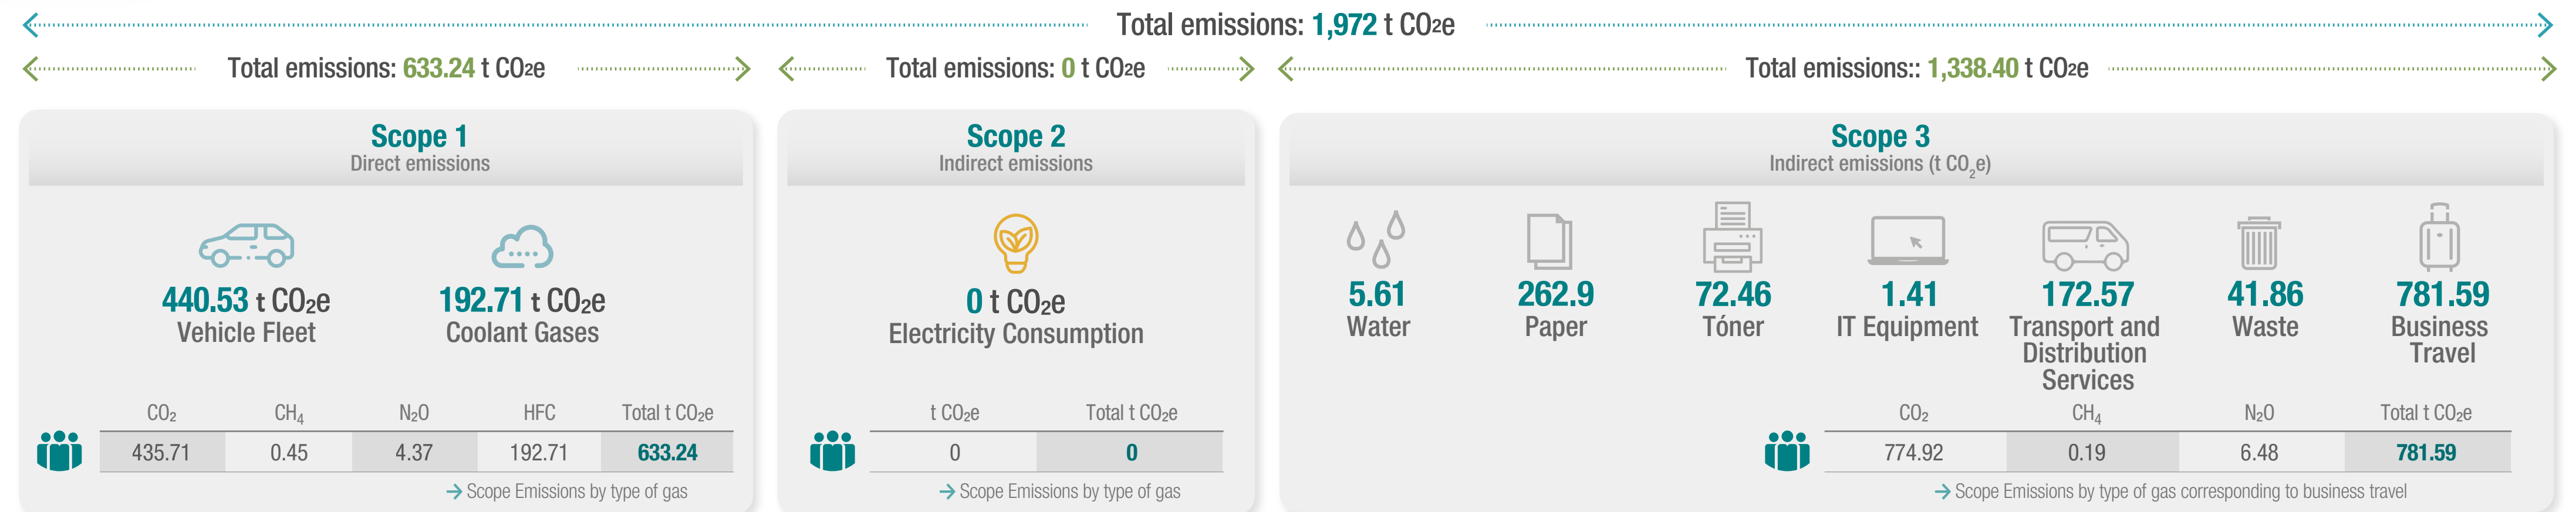 Total emissions: 1,972 t CO2e
Total emissions: 633.24 t CO2e
Total emissions: 0 t CO2e
Total emissions:: 1,338.40 t CO2e
Scope 1
Direct emissions
440.53 t CO2e
Vehicle Fleet
192.71 t CO2e
Coolant Gases
CO2 CH4 N2O HFC Total t CO2e
435.71 0.45 4.37 192.71 633.24
→ Scope Emissions by type of gas
Scope 2
Indirect emissions
0 t CO2e
Electricity Consumption
t CO2e Total t CO2e
0 0
→ Scope Emissions by type of gas
Scope 3
Indirect emissions (t CO2e)
5.61
Water
262.9
Paper
72.46
Tóner
1.41
IT Equipment
172.57
Transport and
Distribution
Services
41.86
Waste
781.59
Business
Travel
CO2 CH4 N2O Total t CO2e
774.92 0.19 6.48 781.59
→ Scope Emissions by type of gas corresponding to business travel